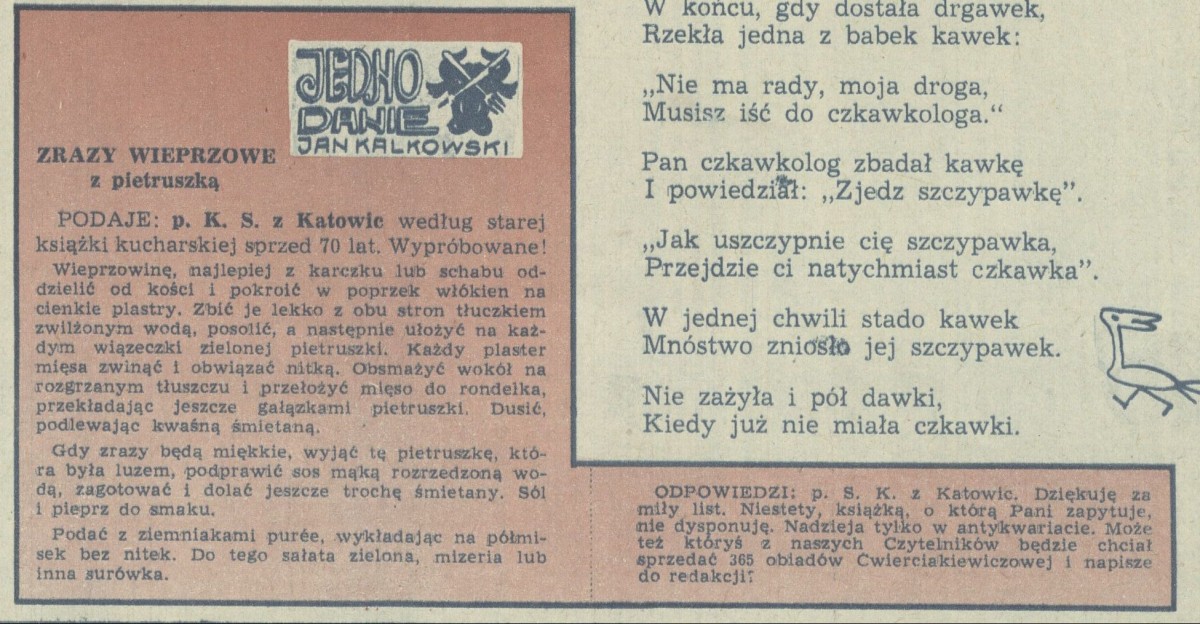 JEDNO
DANIE
JAN KALKOWSKI
ZRAZY WIEPRZOWE
z pietruszką
PODAJE: p. K. S. z Katowic według starej
książki kucharskiej sprzed 70 lat. Wypróbowane!
Wieprzowinę, najlepiej z karczku lub schabu od-
dzielić od kości i pokroić w poprzek włókien na
cienkie plastry. Zbić je lekko z obu stron tłuczkiem
zwilżonym wodą, posolić, a następnie ułożyć na każ-
dym wiązeczki zielonej pietruszki. Każdy plaster
mięsa zwinąć i obwiązać nitką. Obsmażyć wokół na
rozgrzanym tłuszczu i przełożyć mięso do rondelka,
przekładając jeszcze gałązkami pietruszki. Dusić,
podlewając kwaśną śmietaną.
Gdy zrazy będą miękkie, wyjąć tę pietruszkę, któ-
ra była luzem, podprawić sos mąką rozrzedzoną wo-
dą, zagotować i dolać jeszcze trochę śmietany. Sól
i pieprz do smaku.
Podać z ziemniakami purée, wykładając na półmi-
sek bez nitek. Do tego sałata zielona, mizeria lub
inna surówka.
W końcu, gdy dostała drgawek,
Rzekła jedna z babek kawek:
„Nie ma rady, moja droga,
Musisz iść do czkawkologa.“
Pan czkawkolog zbadał kawkę
I powiedział: „Zjedz szczypawkę”.
„Jak uszczypnie cię szczypawka,
Przejdzie ci natychmiast czkawka”.
W jednej chwili stado kawek
Mnóstwo zniosło jej szczypawek.
Nie zażyła i pół dawki,
Kiedy już nie miała czkawki.
ODPOWIEDZI: p. S. K. z Katowic. Dziękuję za
miły list. Niestety, książką, o którą Pani zapytuje,
nie dysponuję. Nadzieja tylko w antykwariacie. Może
też któryś z naszych Czytelników będzie chciał
sprzedać 365 obiadów Ćwierciakiewiczowej i napisze
do redakcji?